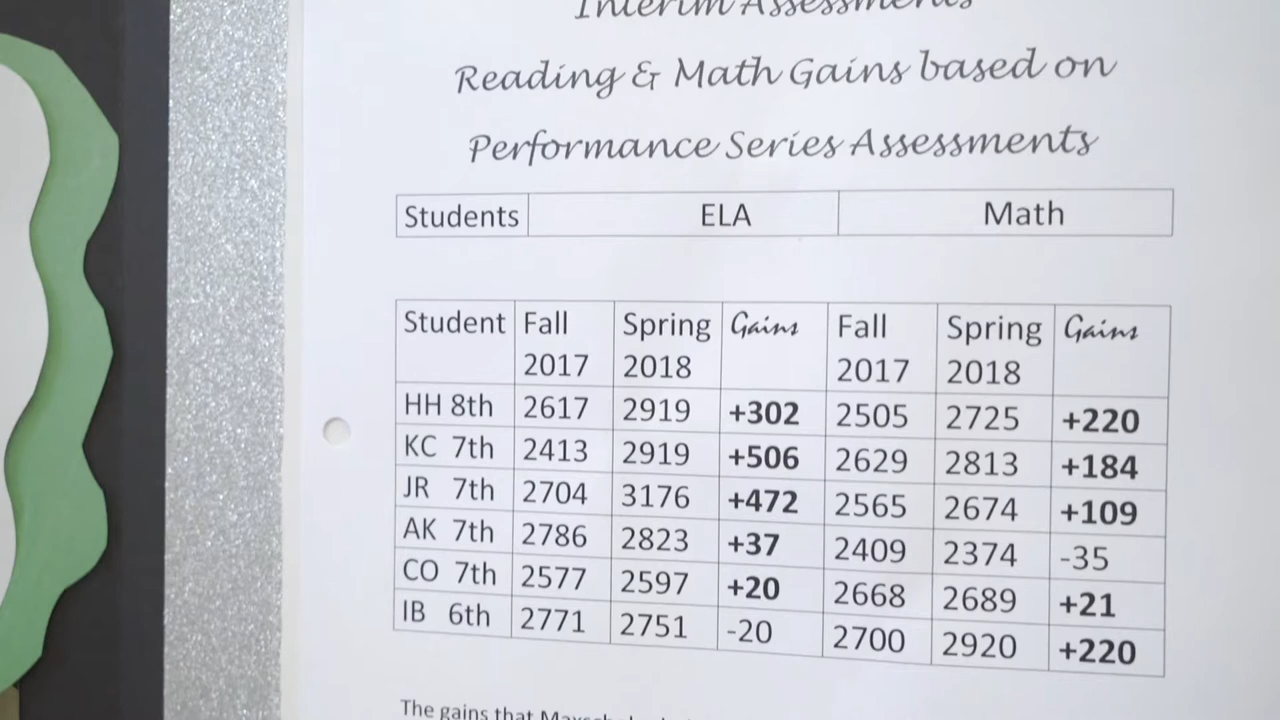 Interim Assessments
Reading & Math Gains based on
Performance Series Assessments
Students ELA Math
Student Fall 2017 Spring 2018 Gains Fall 2017 Spring 2018 Gains
HH 8th 2617 2919 +302 2505 2725 +220
KC 7th 2413 2919 +506 2629 2813 +184
JR 7th 2704 3176 +472 2565 2674 +109
AK 7th 2786 2823 +37 2409 2374 -35
CO 7th 2577 2597 +20 2668 2689 +21
IB 6th 2771 2751 -20 2700 2920 +220
The gains that